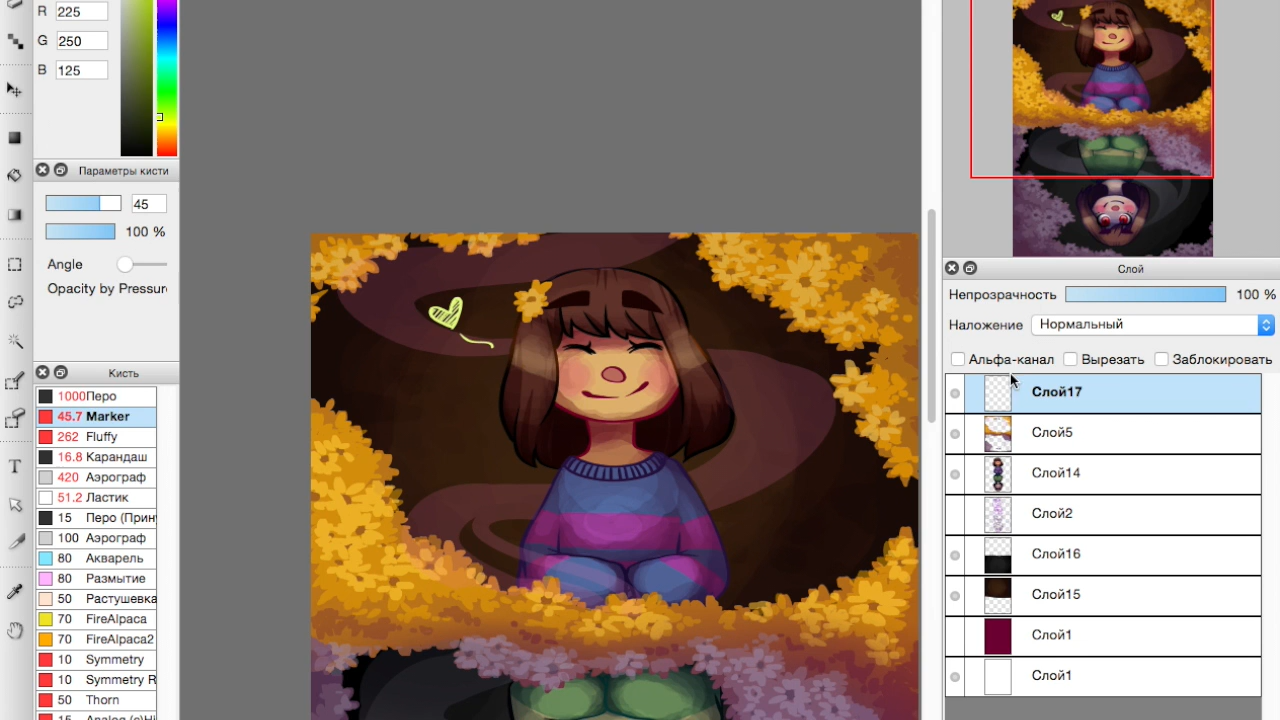 R 225
G 250
B 125
Параметры кисти
45
100 %
Angle
Opacity by Pressur
Кисть
1000 Перо
45.7 Marker
262 Fluffy
16.8 Карандаш
420 Аэрограф
51.2 Ластик
15 Перо (Прин
100 Аэрограф
80 Акварель
80 Размытие
50 Растушевка
70 FireAlpaca
70 FireAlpaca2
10 Symmetry
10 Symmetry R
50 Thorn
Слой
Непрозрачность 100 %
Наложение Нормальный
Альфа-канал Вырезать Заблокировать
Слой17
Слой5
Слой14
Слой2
Слой16
Слой15
Слой1
Слой1